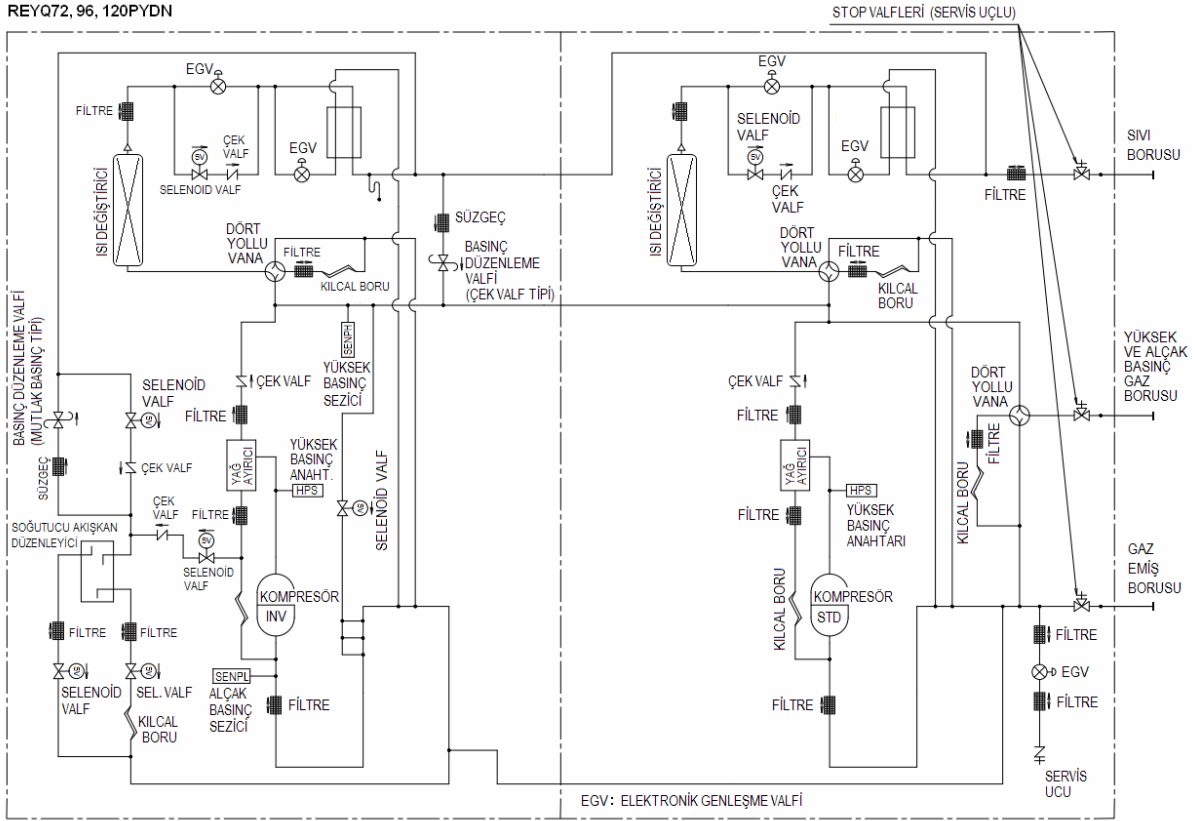 REYQ72, 96, 120PYDN
STOP VALFLERİ (SERVİS UÇLU)
EGV
FİLTRE
ÇEK
VALF
SV
SELENOİD VALF
EGV
ISI DEĞİŞTİRİCİ
SÜZGEÇ
BASINÇ
DÜZENLEME
VALFİ
(ÇEK VALF TİPİ)
DÖRT
YOLLU
VANA
FİLTRE
KILCAL BORU
EGV
SELENOİD
VALF
SV
EGV
ÇEK
VALF
ISI DEĞİŞTİRİCİ
FİLTRE
SIVI
BORUSU
DÖRT
YOLLU
VANA
FİLTRE
KILCAL
BORU
BASINÇ DÜZENLEME VALFİ
(MUTLAK BASINÇ TİPİ)
SELENOİD
VALF
SV
SÜZGEÇ
ÇEK VALF
ÇEK
VALF
SV
SELENOİD
VALF
SOĞUTUCU AKIŞKAN
DÜZENLEYİCİ
FİLTRE
FİLTRE
SV
SV
SELENOİD
VALF
SEL. VALF
KILCAL
BORU
ÇEK VALF
FİLTRE
YAĞ
AYIRICI
FİLTRE
SENPH
YÜKSEK
BASINÇ
SEZİCİ
YÜKSEK
BASINÇ
ANAHT.
HPS
SV
SELENOİD VALF
KOMPRESÖR
INV
SENPL
ALÇAK
BASINÇ
SEZİCİ
FİLTRE
ÇEK VALF
FİLTRE
YAĞ
AYIRICI
FİLTRE
HPS
YÜKSEK
BASINÇ
ANAHTARI
KILCAL BORU
KOMPRESÖR
STD
FİLTRE
DÖRT
YOLLU
VANA
FİLTRE
KILCAL BORU
YÜKSEK
VE ALÇAK
BASINÇ
GAZ
BORUSU
GAZ
EMİŞ
BORUSU
FİLTRE
EGV
FİLTRE
SERVİS
UCU
EGV: ELEKTRONİK GENLEŞME VALFİ